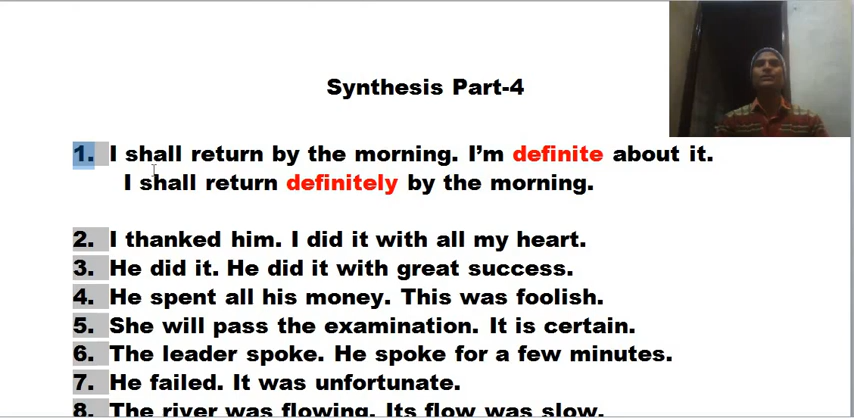 Synthesis Part-4
1. I shall return by the morning. I'm definite about it.
I shall return definitely by the morning.
2. I thanked him. I did it with all my heart.
3. He did it. He did it with great success.
4. He spent all his money. This was foolish.
5. She will pass the examination. It is certain.
6. The leader spoke. He spoke for a few minutes.
7. He failed. It was unfortunate.
8. The river was flowing. Its flow was slow.